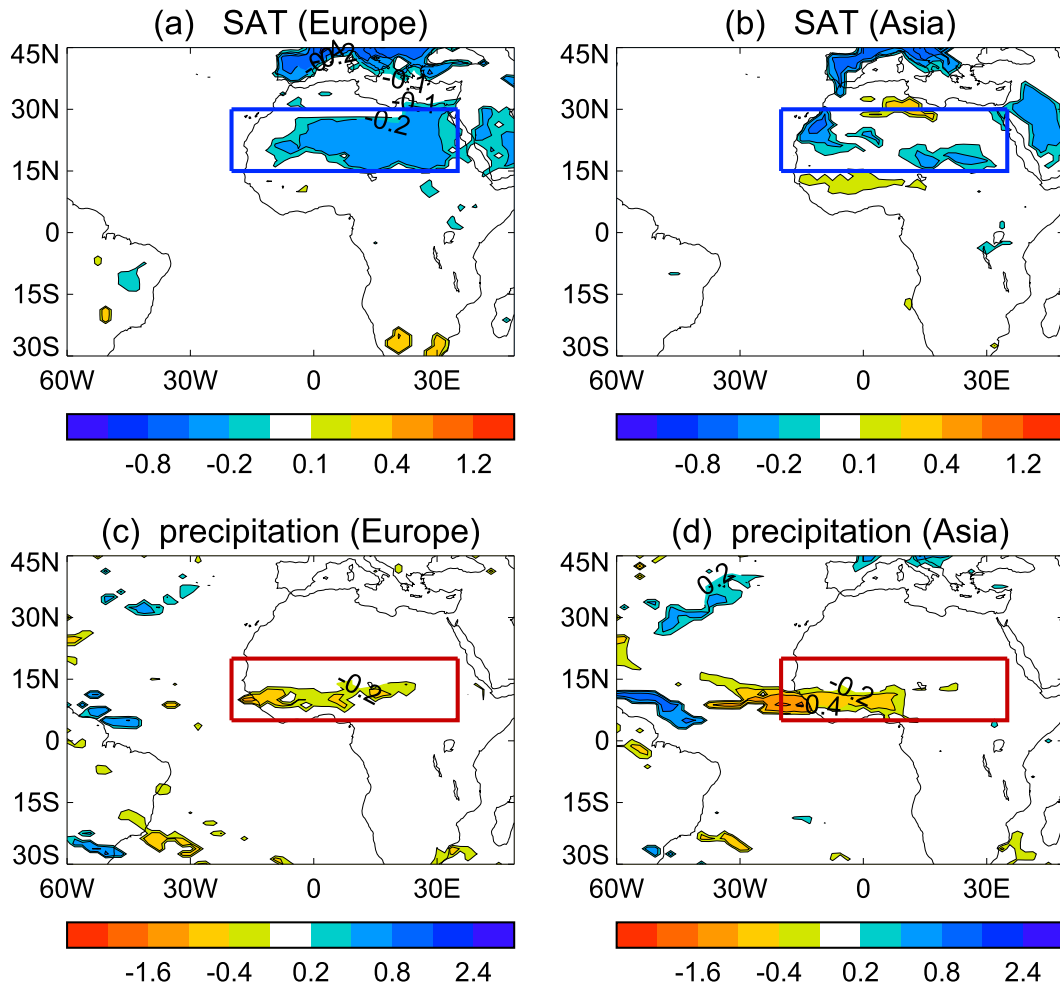 (a) SAT (Europe)
(b) SAT (Asia)
45N
30N
15N
0
15S
30S
60W 30W 0 30E
-0.2
-0.1
-0.1
-0.2
45N
30N
15N
0
15S
30S
60W 30W 0 30E
-0.8 -0.2 0.1 0.4 1.2
-0.8 -0.2 0.1 0.4 1.2
(c) precipitation (Europe)
(d) precipitation (Asia)
45N
30N
15N
0
15S
30S
60W 30W 0 30E
-0.2
45N
30N
15N
0
15S
30S
60W 30W 0 30E
0.2
-0.2
-0.4
-1.6 -0.4 0.2 0.8 2.4
-1.6 -0.4 0.2 0.8 2.4